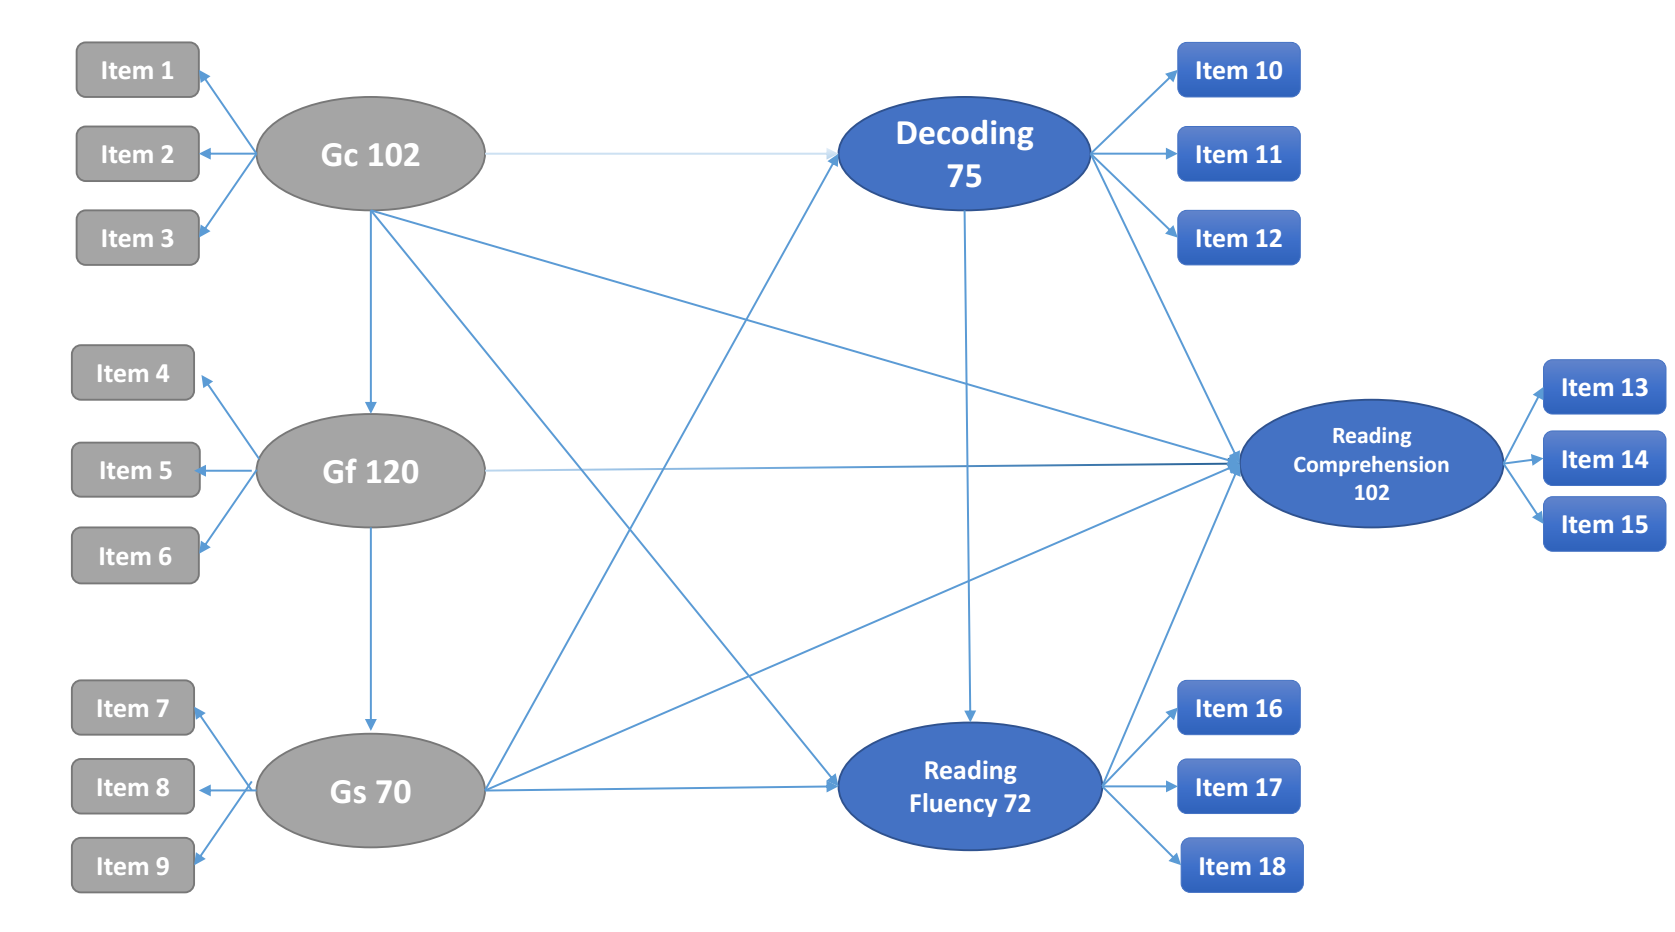 Item 1
Item 2
Item 3
Gc 102
Item 4
Item 5
Item 6
Gf 120
Item 7
Item 8
Item 9
Gs 70
Decoding
75
Item 10
Item 11
Item 12
Reading
Comprehension
102
Item 13
Item 14
Item 15
Reading
Fluency 72
Item 16
Item 17
Item 18